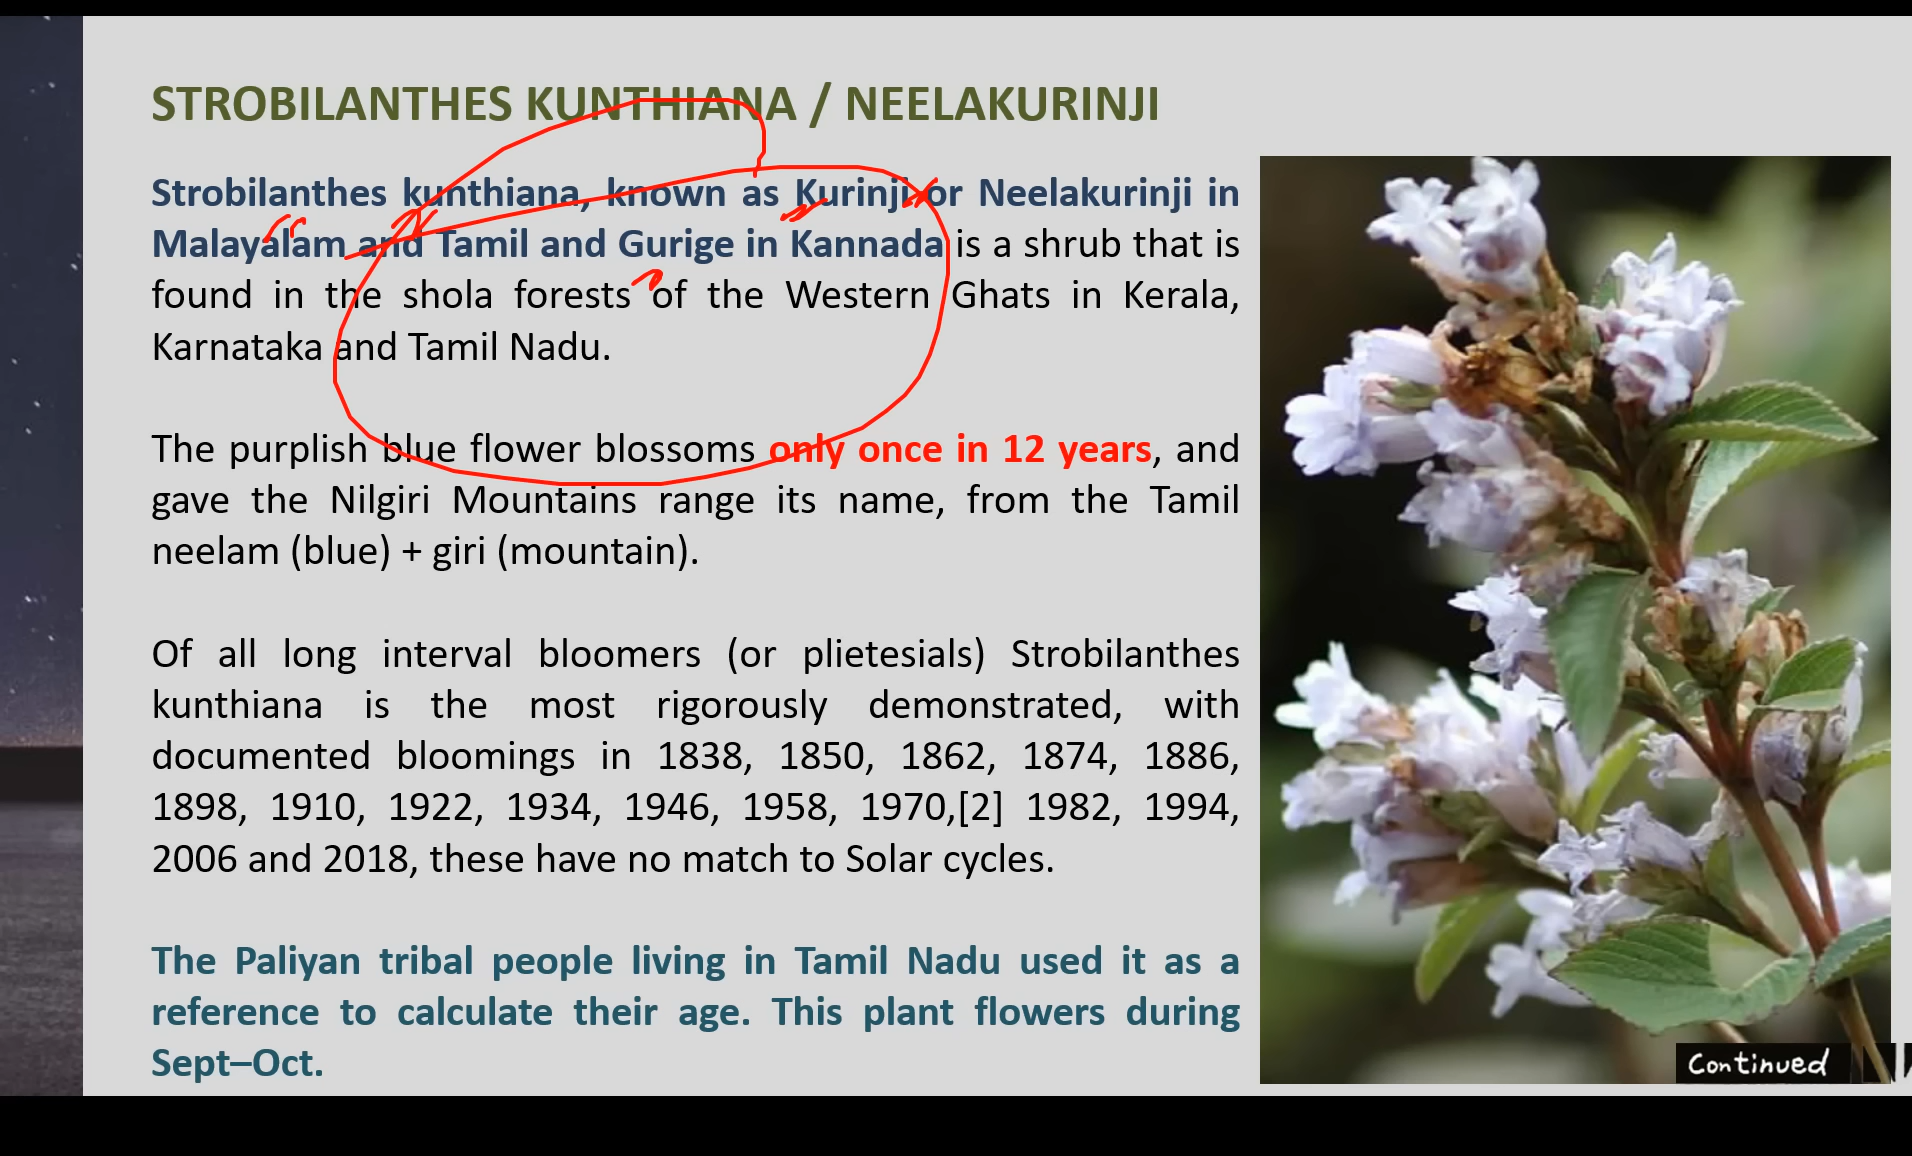 STROBILANTHES KUNTHIANA / NEELAKURINJI
Strobilanthes kunthiana, known as Kurinji or Neelakurinji in
Malayalam and Tamil and Gurige in Kannada is a shrub that is
found in the shola forests of the Western Ghats in Kerala,
Karnataka and Tamil Nadu.
The purplish blue flower blossoms only once in 12 years, and
gave the Nilgiri Mountains range its name, from the Tamil
neelam (blue) + giri (mountain).
Of all long interval bloomers (or plietesials) Strobilanthes
kunthiana is the most rigorously demonstrated, with
documented bloomings in 1838, 1850, 1862, 1874, 1886,
1898, 1910, 1922, 1934, 1946, 1958, 1970,[2] 1982, 1994,
2006 and 2018, these have no match to Solar cycles.
The Paliyan tribal people living in Tamil Nadu used it as a
reference to calculate their age. This plant flowers during
Sept–Oct.
Continued